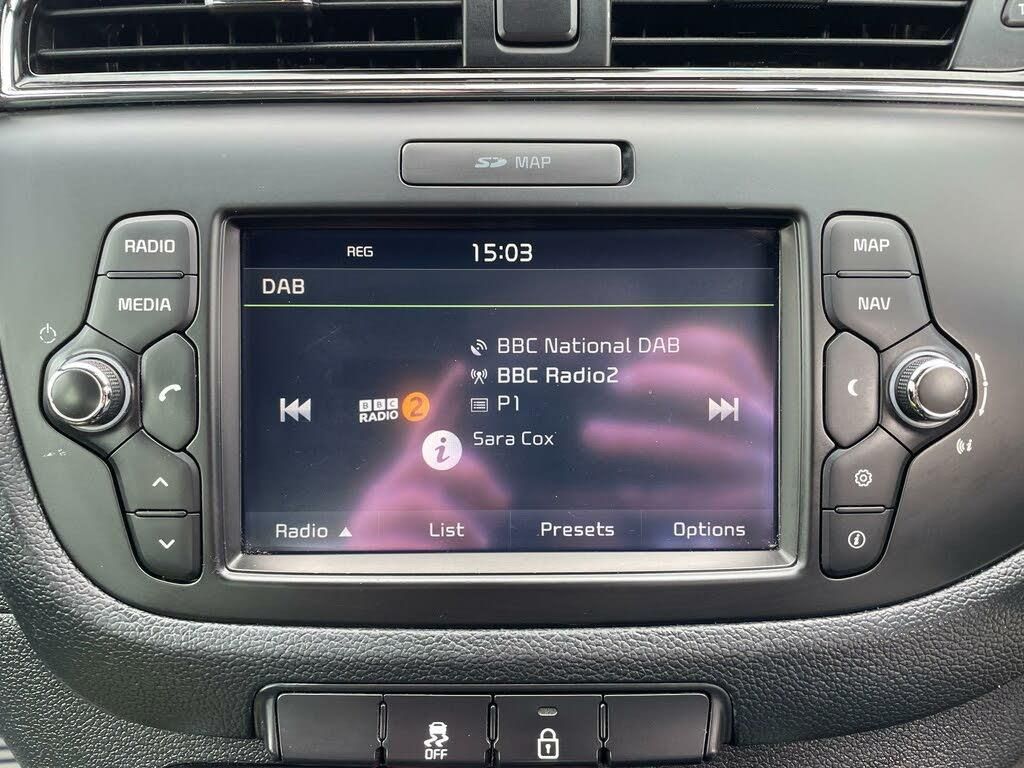 SD MAP
RADIO
MEDIA
REG 15:03
DAB
BBC National DAB
BBC Radio2
P1
Sara Cox
BBC
RADIO 2
i
Radio ▲ List Presets Options
MAP
NAV
i
OFF